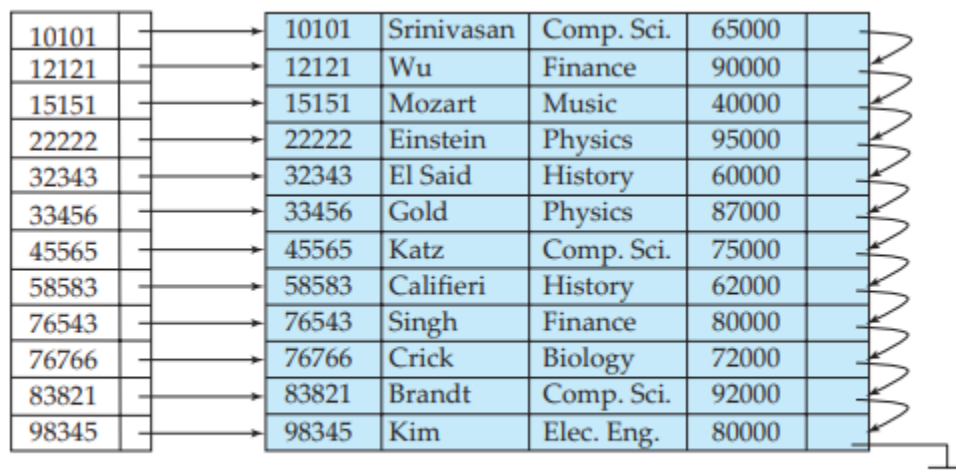 10101 10101 Srinivasan Comp. Sci. 65000
12121 12121 Wu Finance 90000
15151 15151 Mozart Music 40000
22222 22222 Einstein Physics 95000
32343 32343 El Said History 60000
33456 33456 Gold Physics 87000
45565 45565 Katz Comp. Sci. 75000
58583 58583 Califieri History 62000
76543 76543 Singh Finance 80000
76766 76766 Crick Biology 72000
83821 83821 Brandt Comp. Sci. 92000
98345 98345 Kim Elec. Eng. 80000